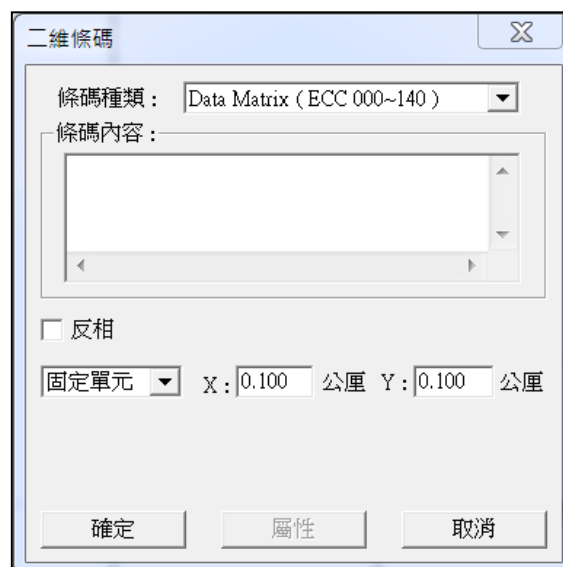 二維條碼
條碼種類： Data Matrix ( ECC 000~140 )
條碼內容：
反相
固定單元 X : 0.100 公厘 Y : 0.100 公厘
確定 屬性 取消